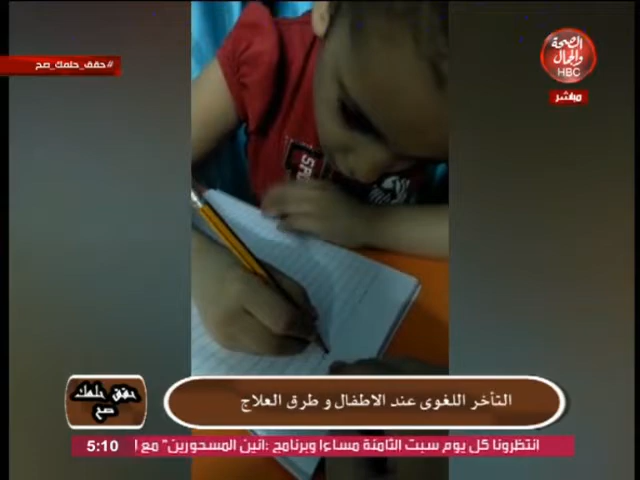 #حقق_حلمك_صح
الصحة
والجمال
HBC
مباشر
التأخر اللغوى عند الاطفال و طرق العلاج
حقق حلمك
صح
5:10
انتظرونا كل يوم سبت الثامنة مساءا وبرنامج :انين المسحورين" مع ا